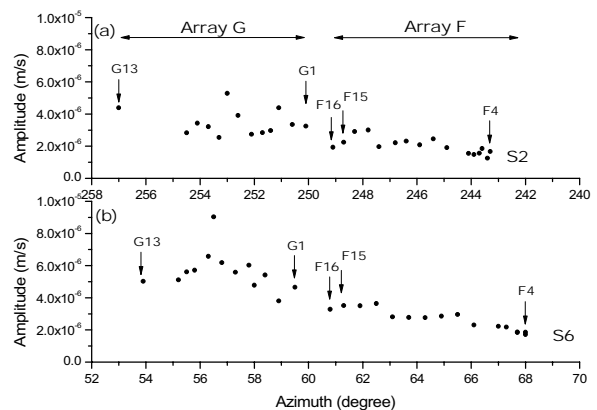 Array G Array F
(a)
Amplitude (m/s)
1.0x10⁻⁵
8.0x10⁻⁶
6.0x10⁻⁶
4.0x10⁻⁶
2.0x10⁻⁶
0.0
G13
G1
F16
F15
F4
S2
258 256 254 252 250 248 246 244 242 240
(b)
Amplitude (m/s)
1.0x10⁻⁵
8.0x10⁻⁶
6.0x10⁻⁶
4.0x10⁻⁶
2.0x10⁻⁶
0.0
G13
G1
F16
F15
F4
S6
52 54 56 58 60 62 64 66 68 70
Azimuth (degree)